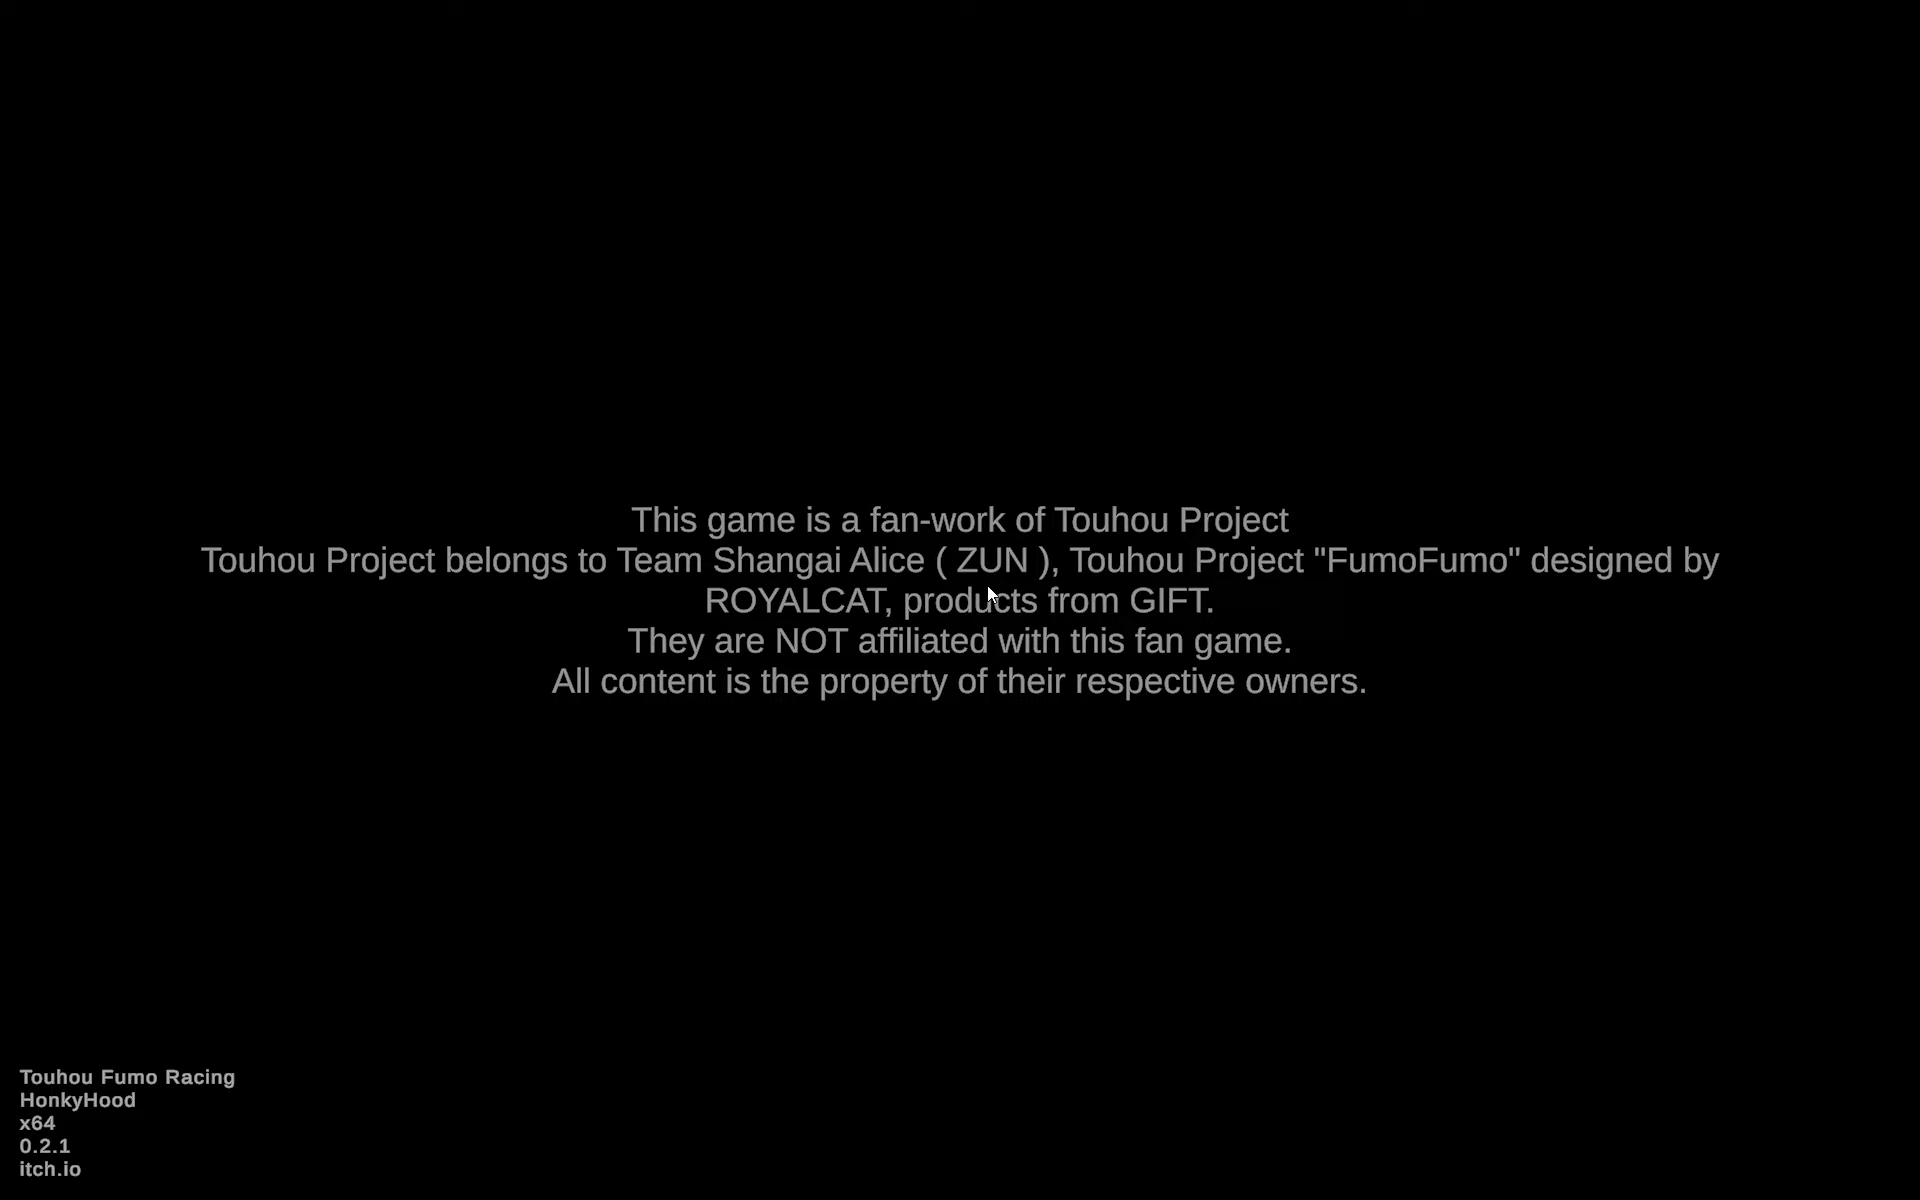 This game is a fan-work of Touhou Project
Touhou Project belongs to Team Shangai Alice ( ZUN ), Touhou Project "FumoFumo" designed by
ROYALCAT, products from GIFT.
They are NOT affiliated with this fan game.
All content is the property of their respective owners.
Touhou Fumo Racing
HonkyHood
x64
0.2.1
itch.io